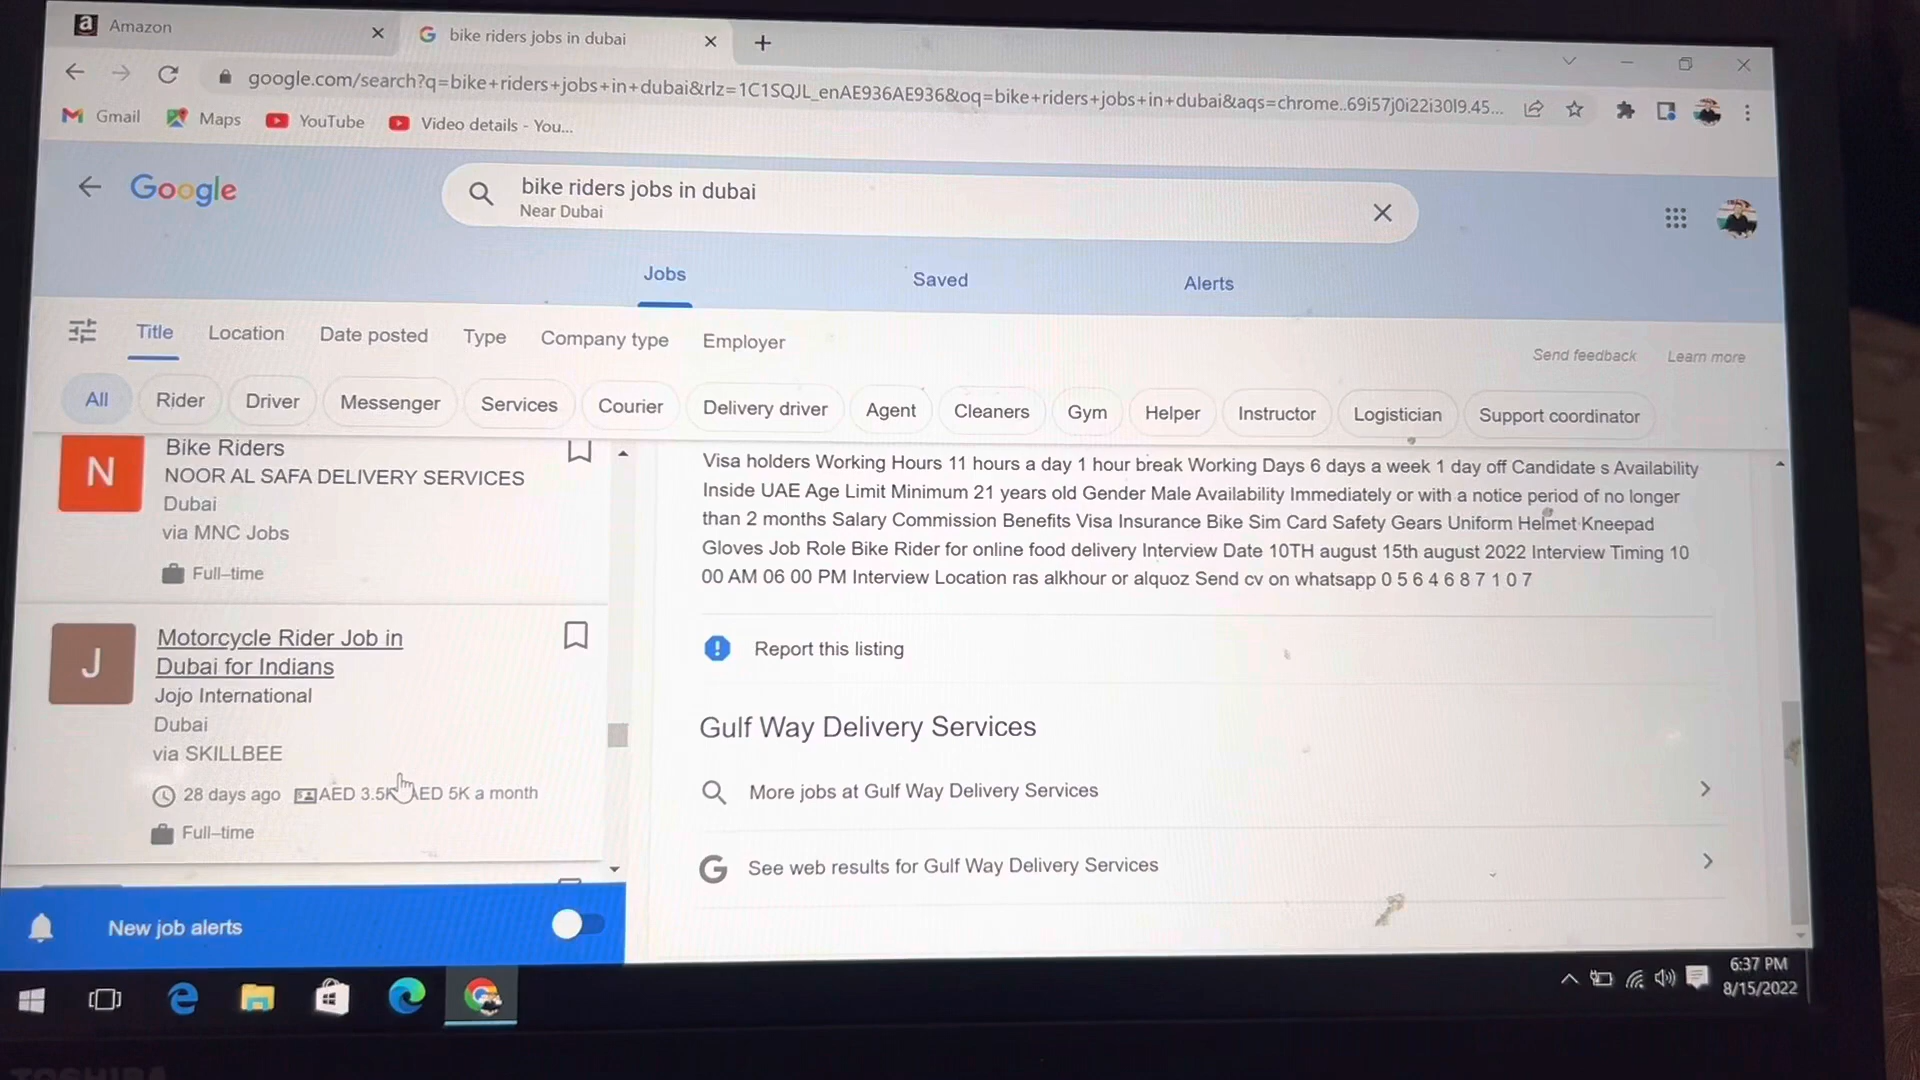 Amazon
bike riders jobs in dubai
google.com/search?q=bike+riders+jobs+in+dubai&rlz=1C1SQJL_enAE936AE936&oq=bike+riders+jobs+in+dubai&aqs=chrome..69i57j0i22i30l9.45...
Gmail Maps YouTube Video details - You...
Google
bike riders jobs in dubai
Near Dubai
Jobs Saved Alerts
Title Location Date posted Type Company type Employer
Send feedback Learn more
All Rider Driver Messenger Services Courier Delivery driver Agent Cleaners Gym Helper Instructor Logistician Support coordinator
N
Bike Riders
NOOR AL SAFA DELIVERY SERVICES
Dubai
via MNC Jobs
Full-time
J
Motorcycle Rider Job in
Dubai for Indians
Jojo International
Dubai
via SKILLBEE
28 days ago AED 3.5K AED 5K a month
Full-time
New job alerts
Visa holders Working Hours 11 hours a day 1 hour break Working Days 6 days a week 1 day off Candidate s Availability
Inside UAE Age Limit Minimum 21 years old Gender Male Availability Immediately or with a notice period of no longer
than 2 months Salary Commission Benefits Visa Insurance Bike Sim Card Safety Gears Uniform Helmet Kneepad
Gloves Job Role Bike Rider for online food delivery Interview Date 10TH august 15th august 2022 Interview Timing 10
00 AM 06 00 PM Interview Location ras alkhour or alquoz Send cv on whatsapp 0 5 6 4 6 8 7 1 0 7
Report this listing
Gulf Way Delivery Services
More jobs at Gulf Way Delivery Services
See web results for Gulf Way Delivery Services
6:37 PM
8/15/2022
TOSHIBA